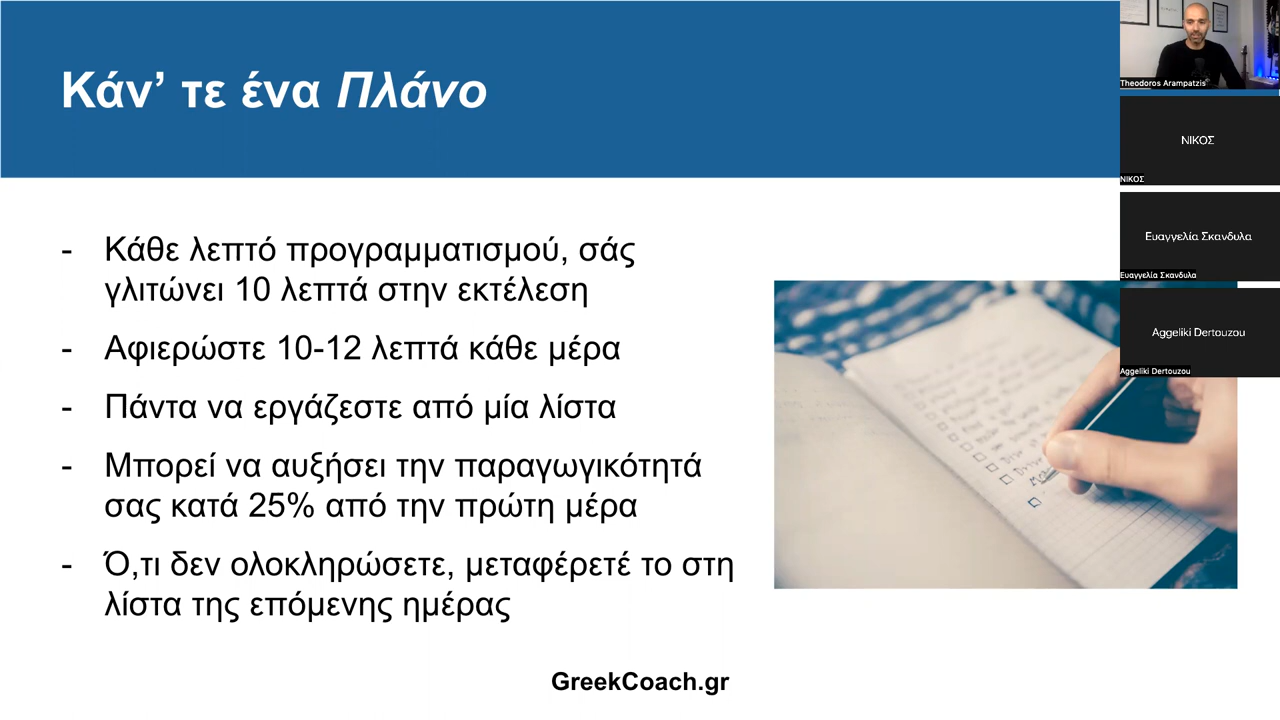 Κάν’ τε ένα Πλάνο
- Κάθε λεπτό προγραμματισμού, σάς
γλιτώνει 10 λεπτά στην εκτέλεση
- Αφιερώστε 10-12 λεπτά κάθε μέρα
- Πάντα να εργάζεστε από μία λίστα
- Μπορεί να αυξήσει την παραγωγικότητά
σας κατά 25% από την πρώτη μέρα
- Ό,τι δεν ολοκληρώσετε, μεταφέρετέ το στη
λίστα της επόμενης ημέρας
GreekCoach.gr
Theodoros Arampatzis
ΝΙΚΟΣ
ΝΙΚΟΣ
Ευαγγελία Σκανδυλα
Ευαγγελία Σκανδυλα
Aggeliki Dertouzou
Aggeliki Dertouzou